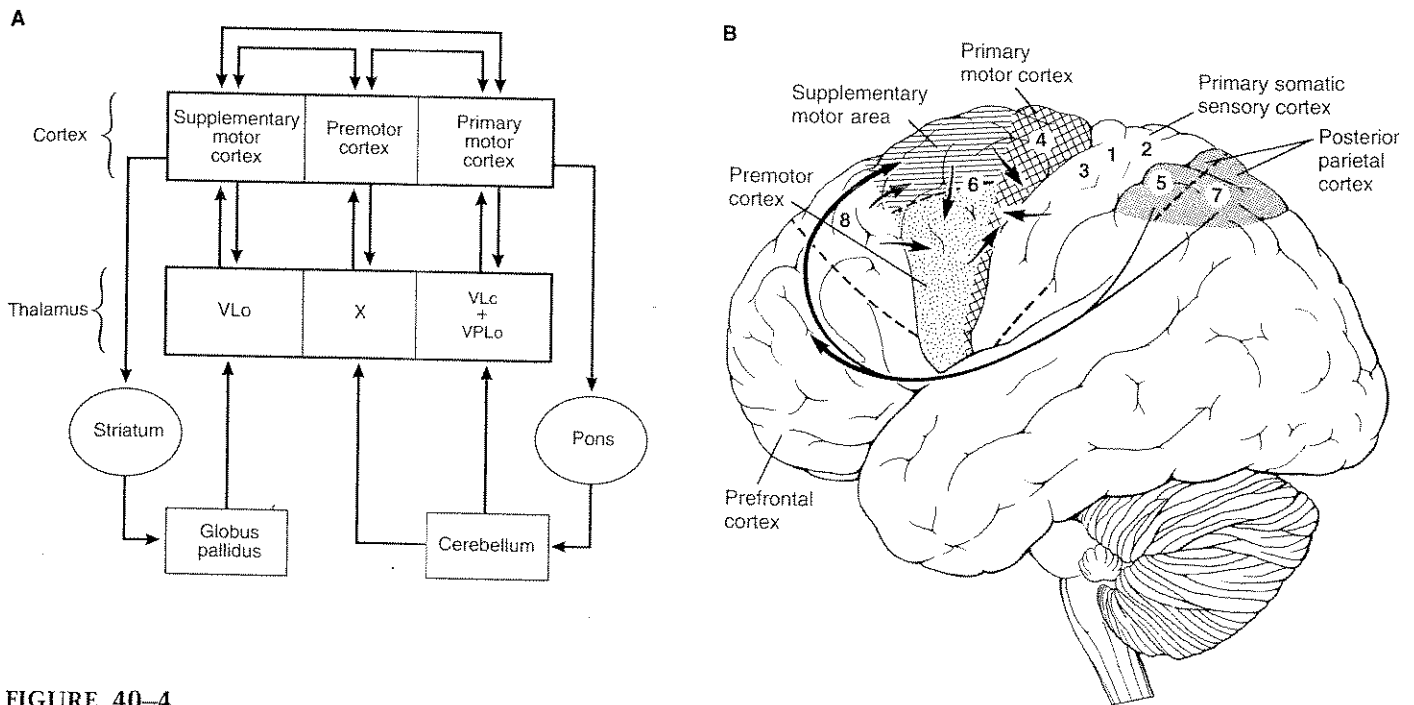 A
Cortex
Supplementary
motor
cortex
Premotor
cortex
Primary
motor
cortex
Thalamus
VLo
X
VLc
+
VPLo
Striatum
Pons
Globus
pallidus
Cerebellum
B
Primary
motor cortex
Supplementary
motor area
Primary somatic
sensory cortex
Posterior
parietal
cortex
Premotor
cortex
4
1
2
3
5
7
6
8
Prefrontal
cortex
FIGURE 40–4